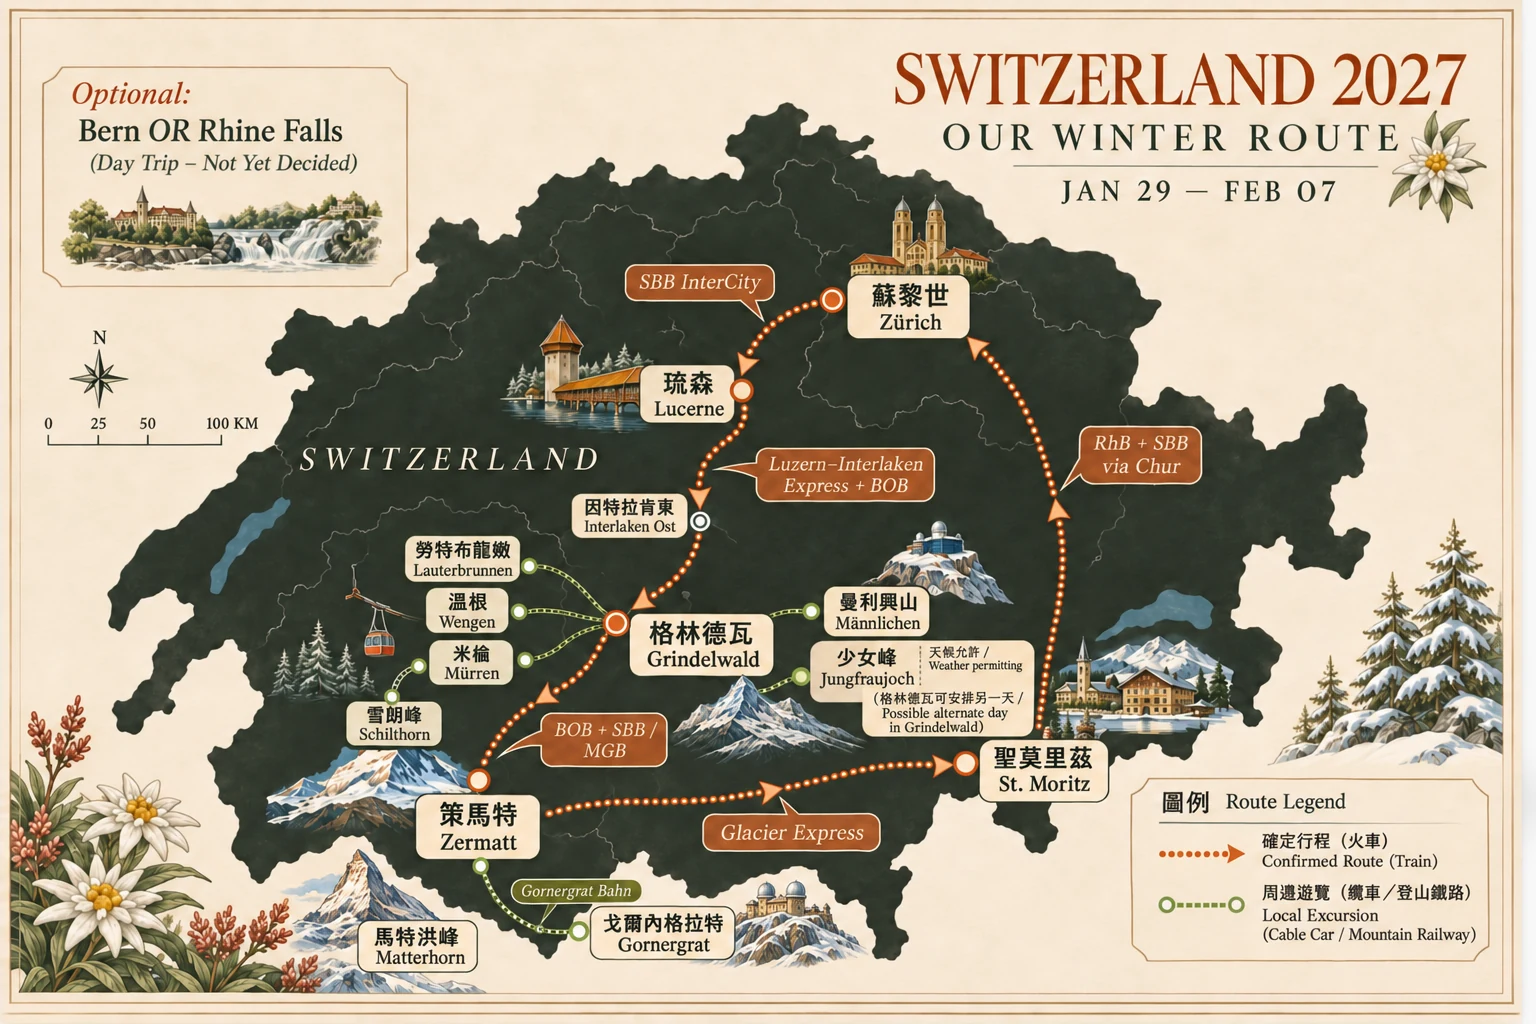 SWITZERLAND 2027
OUR WINTER ROUTE
JAN 29 — FEB 07
Optional:
Bern OR Rhine Falls
(Day Trip – Not Yet Decided)
N
0 25 50 100 KM
SWITZERLAND
SBB InterCity
蘇黎世
Zürich
琉森
Lucerne
Luzern–Interlaken
Express + BOB
RhB + SBB
via Chur
因特拉肯東
Interlaken Ost
勞特布龍嫩
Lauterbrunnen
溫根
Wengen
米倫
Mürren
雪朗峰
Schilthorn
格林德瓦
Grindelwald
曼利興山
Männlichen
少女峰
Jungfraujoch
天候允許 /
Weather permitting
(格林德瓦可安排另一天 /
Possible alternate day
in Grindelwald)
BOB + SBB /
MGB
策馬特
Zermatt
聖莫里茲
St. Moritz
Glacier Express
Gornergrat Bahn
戈爾內格拉特
Gornergrat
馬特洪峰
Matterhorn
圖例 Route Legend
確定行程（火車）
Confirmed Route (Train)
周邊遊覽（纜車／登山鐵路）
Local Excursion
(Cable Car / Mountain Railway)